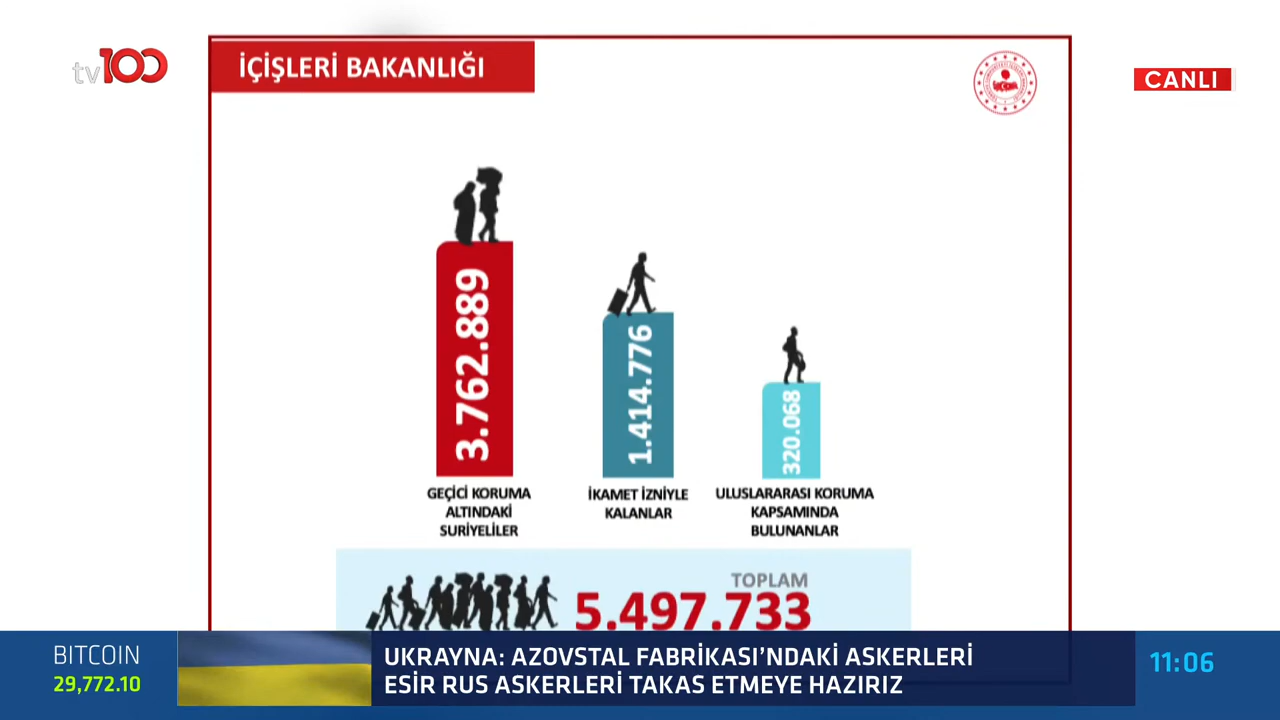 tv100
İÇİŞLERİ BAKANLIĞI
CANLI
3.762.889
1.414.776
320.068
GEÇİCİ KORUMA
ALTINDAKİ
SURİYELİLER
İKAMET İZNİYLE
KALANLAR
ULUSLARARASI KORUMA
KAPSAMINDA
BULUNANLAR
TOPLAM
5.497.733
BITCOIN
29,772.10
UKRAYNA: AZOVSTAL FABRİKASI’NDAKİ ASKERLERİ
ESİR RUS ASKERLERİ TAKAS ETMEYE HAZIRIZ
11:06